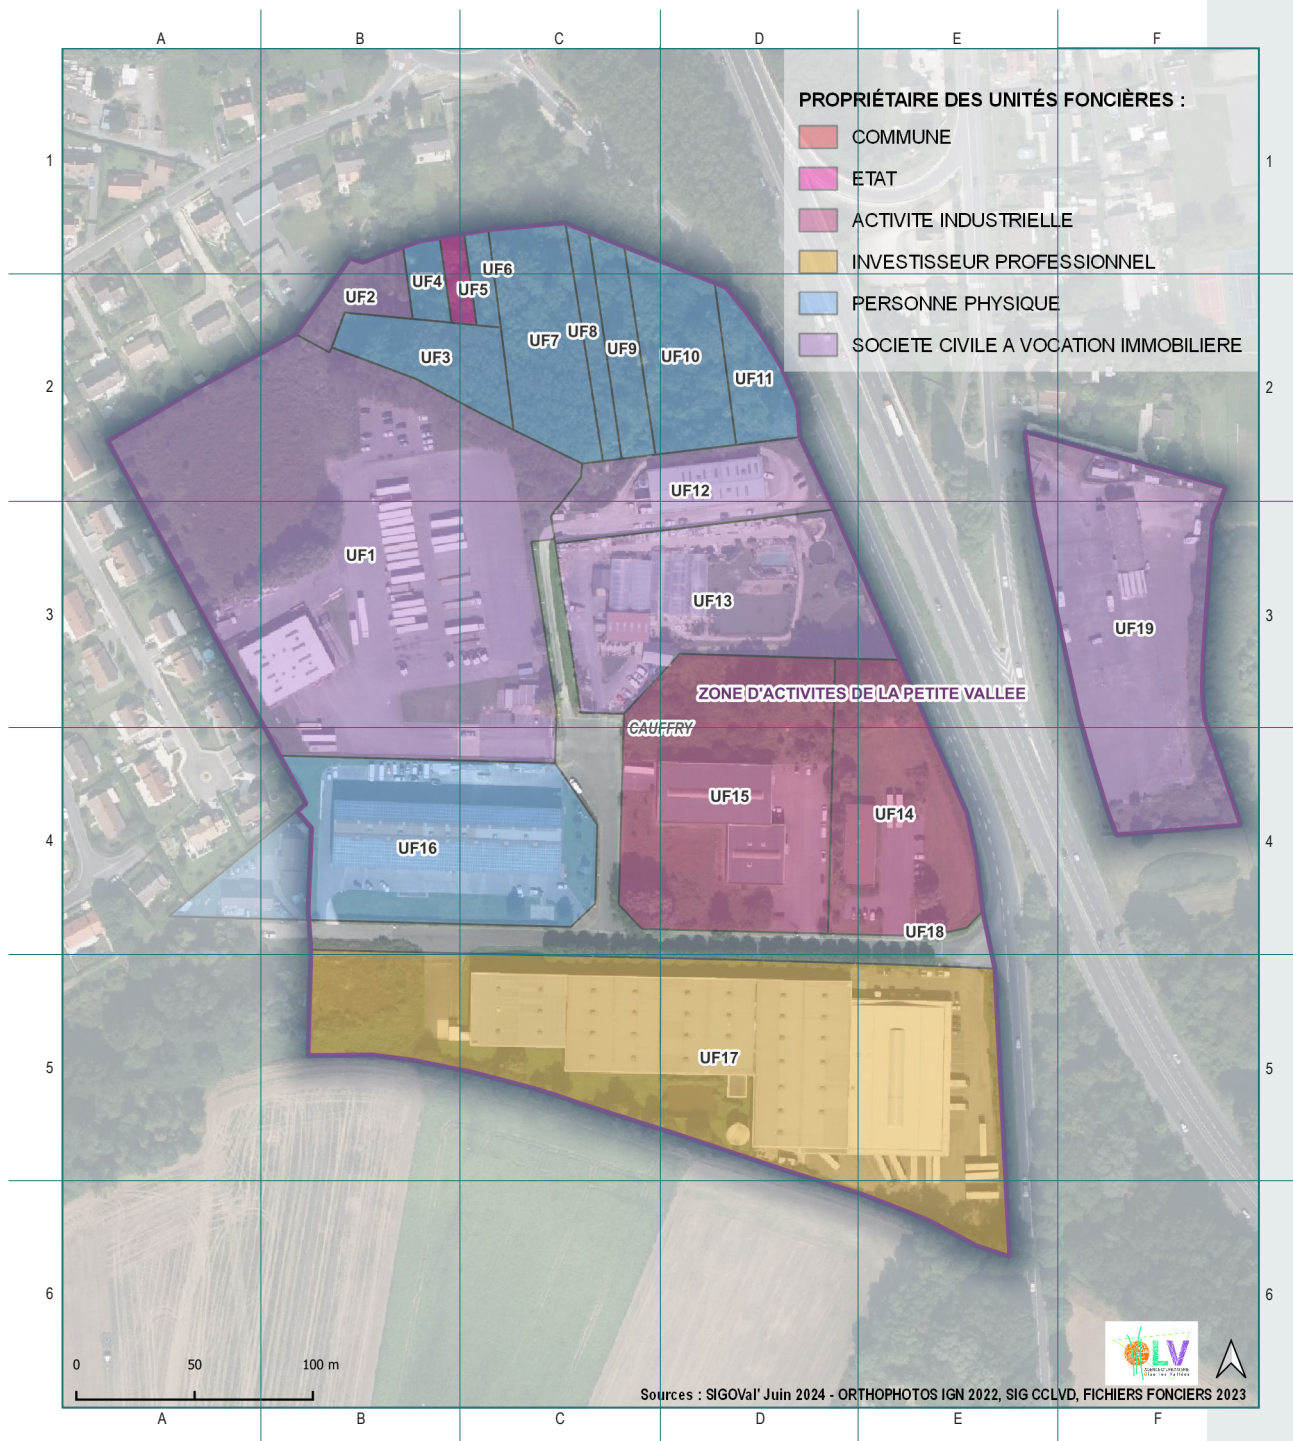 A B C D E F
PROPRIÉTAIRE DES UNITÉS FONCIÈRES :
COMMUNE
1 1
ETAT
ACTIVITE INDUSTRIELLE
INVESTISSEUR PROFESSIONNEL
PERSONNE PHYSIQUE
SOCIETE CIVILE A VOCATION IMMOBILIERE
UF6
UF4
UF5
UF2
UF8
UF7
UF9
UF3
UF10
UF11
2 2
UF12
UF1
UF13
3 3
UF19
ZONE D'ACTIVITES DE LA PETITE VALLEE
CAUFFRY
UF15
UF14
UF16
4 4
UF18
UF17
5 5
6 6
LV
0 50 100 m
Sources : SIGOVal' Juin 2024 - ORTHOPHOTOS IGN 2022, SIG CCLVD, FICHIERS FONCIERS 2023
A B C D E F